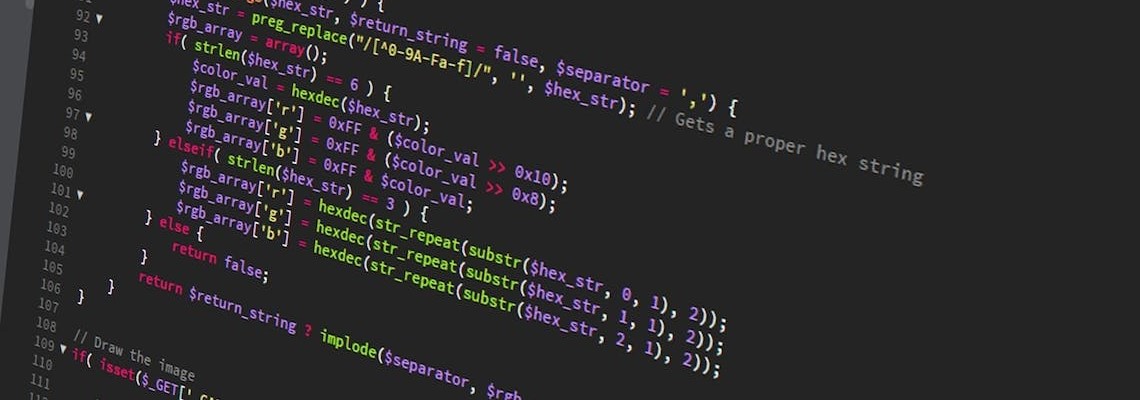 $hex_str, $return_string = false, $separator = ',') {
$hex_str = preg_replace("/[^0-9A-Fa-f]/", '', $hex_str); // Gets a proper hex string
$rgb_array = array();
92 if( strlen($hex_str) == 6 ) {
93 $color_val = hexdec($hex_str);
94 $rgb_array['r'] = 0xFF & ($color_val >> 0x10);
95 $rgb_array['g'] = 0xFF & ($color_val >> 0x8);
96 $rgb_array['b'] = 0xFF & $color_val;
97 } elseif( strlen($hex_str) == 3 ) {
98 $rgb_array['r'] = hexdec(str_repeat(substr($hex_str, 0, 1), 2));
99 $rgb_array['g'] = hexdec(str_repeat(substr($hex_str, 1, 1), 2));
100 $rgb_array['b'] = hexdec(str_repeat(substr($hex_str, 2, 1), 2));
101 } else {
102 return false;
103 }
104 return $return_string ? implode($separator, $rgb
105 }
106 }
107
108 // Draw the image
109 if( isset($_GET['
110
111